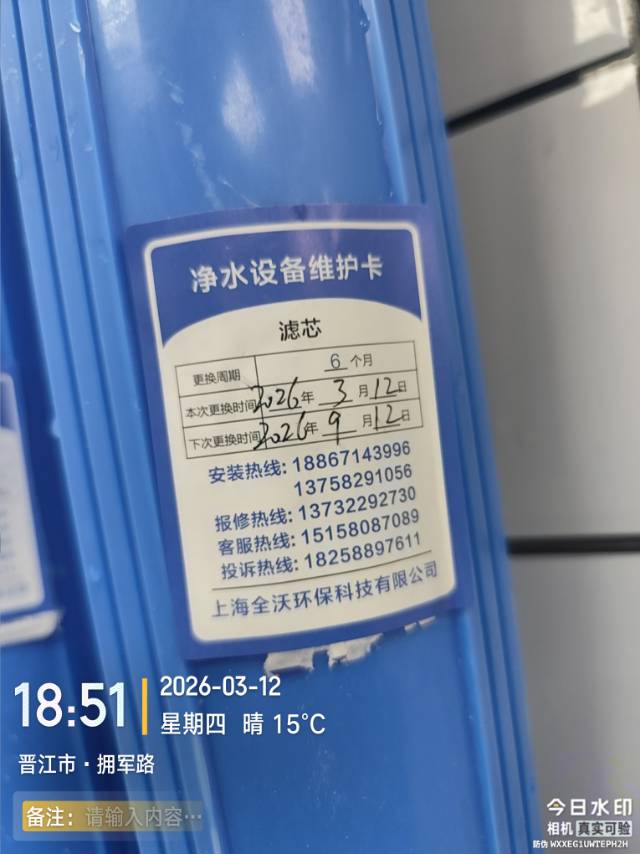 净水设备维护卡
滤芯
更换周期 6 个月
本次更换时间 2026年 3 月 12 日
下次更换时间 2026年 9 月 12 日
安装热线: 18867143996
13758291056
报修热线: 13732292730
客服热线: 15158087089
投诉热线: 18258897611
上海全沃环保科技有限公司
18:51
2026-03-12
星期四 晴 15°C
晋江市·拥军路
备注: 请输入内容…
今日水印
相机 真实可验
防伪 WXXEG1UWTEPH2H